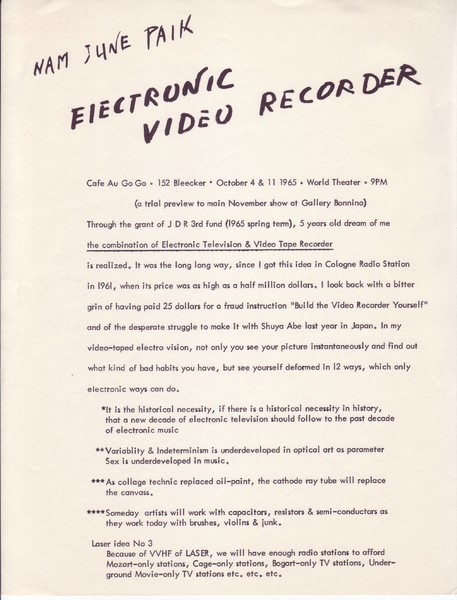 NAM JUNE PAIK
ElECTRONIC
VIDEO RECORDER
Cafe Au Go Go • 152 Bleecker • October 4 & 11 1965 • World Theater • 9PM
(a trial preview to main November show at Gallery Bonnino)
Through the grant of J D R 3rd fund (1965 spring term), 5 years old dream of me
the combination of Electronic Television & Video Tape Recorder
is realized. It was the long long way, since I got this idea in Cologne Radio Station
in 1961, when its price was as high as a half million dollars. I look back with a bitter
grin of having paid 25 dollars for a fraud instruction "Build the Video Recorder Yourself"
and of the desperate struggle to make it with Shuya Abe last year in Japan. In my
video-taped electro vision, not only you see your picture instantaneously and find out
what kind of bad habits you have, but see yourself deformed in 12 ways, which only
electronic ways can do.
*It is the historical necessity, if there is a historical necessity in history,
that a new decade of electronic television should follow to the past decade
of electronic music
**Variablity & Indeterminism is underdeveloped in optical art as parameter
Sex is underdeveloped in music.
***As collage technic replaced oil-paint, the cathode ray tube will replace
the canvass.
****Someday artists will work with capacitors, resistors & semi-conductors as
they work today with brushes, violins & junk.
Laser idea No 3
Because of VVHF of LASER, we will have enough radio stations to afford
Mozart-only stations, Cage-only stations, Bogart-only TV stations, Under-
ground Movie-only TV stations etc. etc. etc.